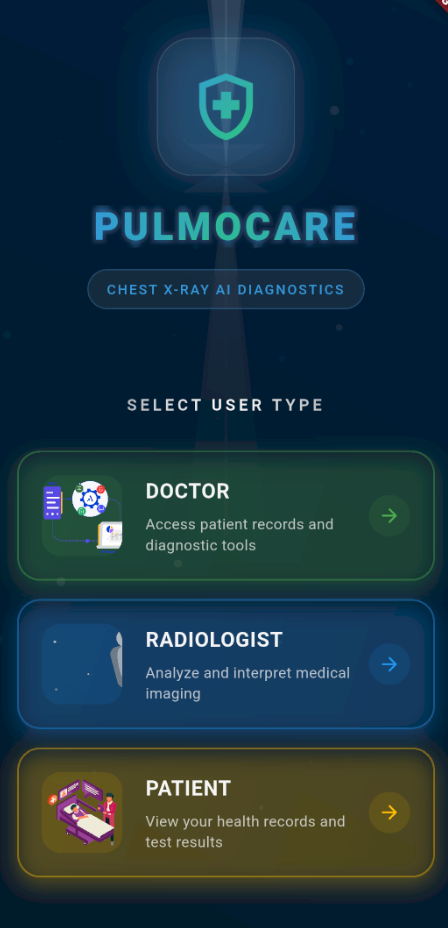 PULMOCARE
CHEST X-RAY AI DIAGNOSTICS
SELECT USER TYPE
DOCTOR
Access patient records and
diagnostic tools
RADIOLOGIST
Analyze and interpret medical
imaging
PATIENT
View your health records and
test results